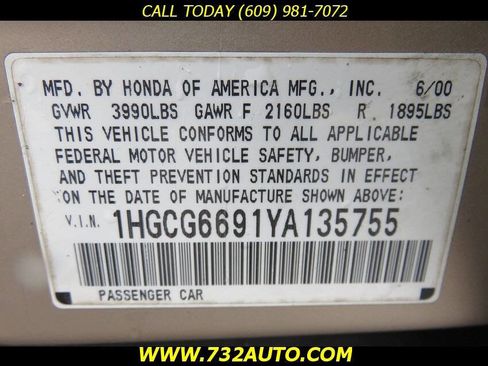 CALL TODAY (609) 981-7072
MFD. BY HONDA OF AMERICA MFG., INC. 6/00
GVWR 3990LBS GAWR F 2160LBS R 1895LBS
THIS VEHICLE CONFORMS TO ALL APPLICABLE
FEDERAL MOTOR VEHICLE SAFETY, BUMPER,
AND THEFT PREVENTION STANDARDS IN EFFECT
ON THE DATE OF MANUFACTURE SHOWN ABOVE:
V.I.N. 1HGCG6691YA135755
PASSENGER CAR
WWW.732AUTO.COM